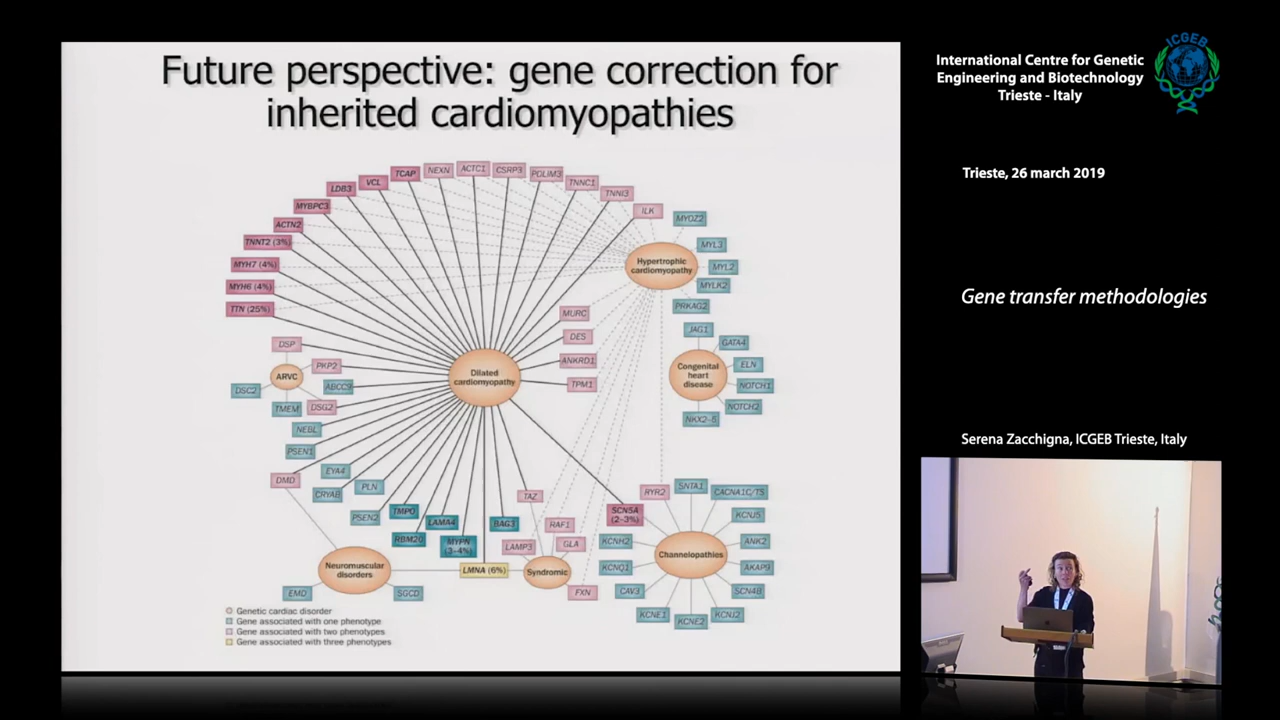 Future perspective: gene correction for
inherited cardiomyopathies
TCAP
NEXN
ACTC1
CSRP3
PDLIM3
TNNC1
TNNI3
ILK
VCL
LDB3
MYBPC3
ACTN2
TNNT2 (3%)
MYH7 (4%)
MYH6 (4%)
TTN (25%)
MYOZ2
MYL3
MYL2
MYLK2
PRKAG2
Hypertrophic
cardiomyopathy
MURC
DES
ANKRD1
TPM1
JAG1
GATA4
ELN
NOTCH1
NOTCH2
NKX2-5
Congenital
heart
disease
Dilated
cardiomyopathy
DSP
PKP2
ARVC
ABCC9
DSC2
TMEM
DSG2
NEBL
PSEN1
EYA4
DMD
CRYAB
PLN
PSEN2
TMPO
LAMA4
RBM20
MYPN
(3-4%)
BAG3
TAZ
RAF1
LAMP3
GLA
LMNA (6%)
Syndromic
FXN
Neuromuscular
disorders
EMD
SGCD
SCN5A
(2-3%)
RYR2
SNTA1
CACNA1C/TS
KCNJ5
KCNH2
ANK2
Channelopathies
KCNQ1
AKAP9
CAV3
SCN4B
KCNE1
KCNE2
KCNJ2
Genetic cardiac disorder
Gene associated with one phenotype
Gene associated with two phenotypes
Gene associated with three phenotypes
International Centre for Genetic
Engineering and Biotechnology
Trieste - Italy
ICGEB
Trieste, 26 march 2019
Gene transfer methodologies
Serena Zacchigna, ICGEB Trieste, Italy